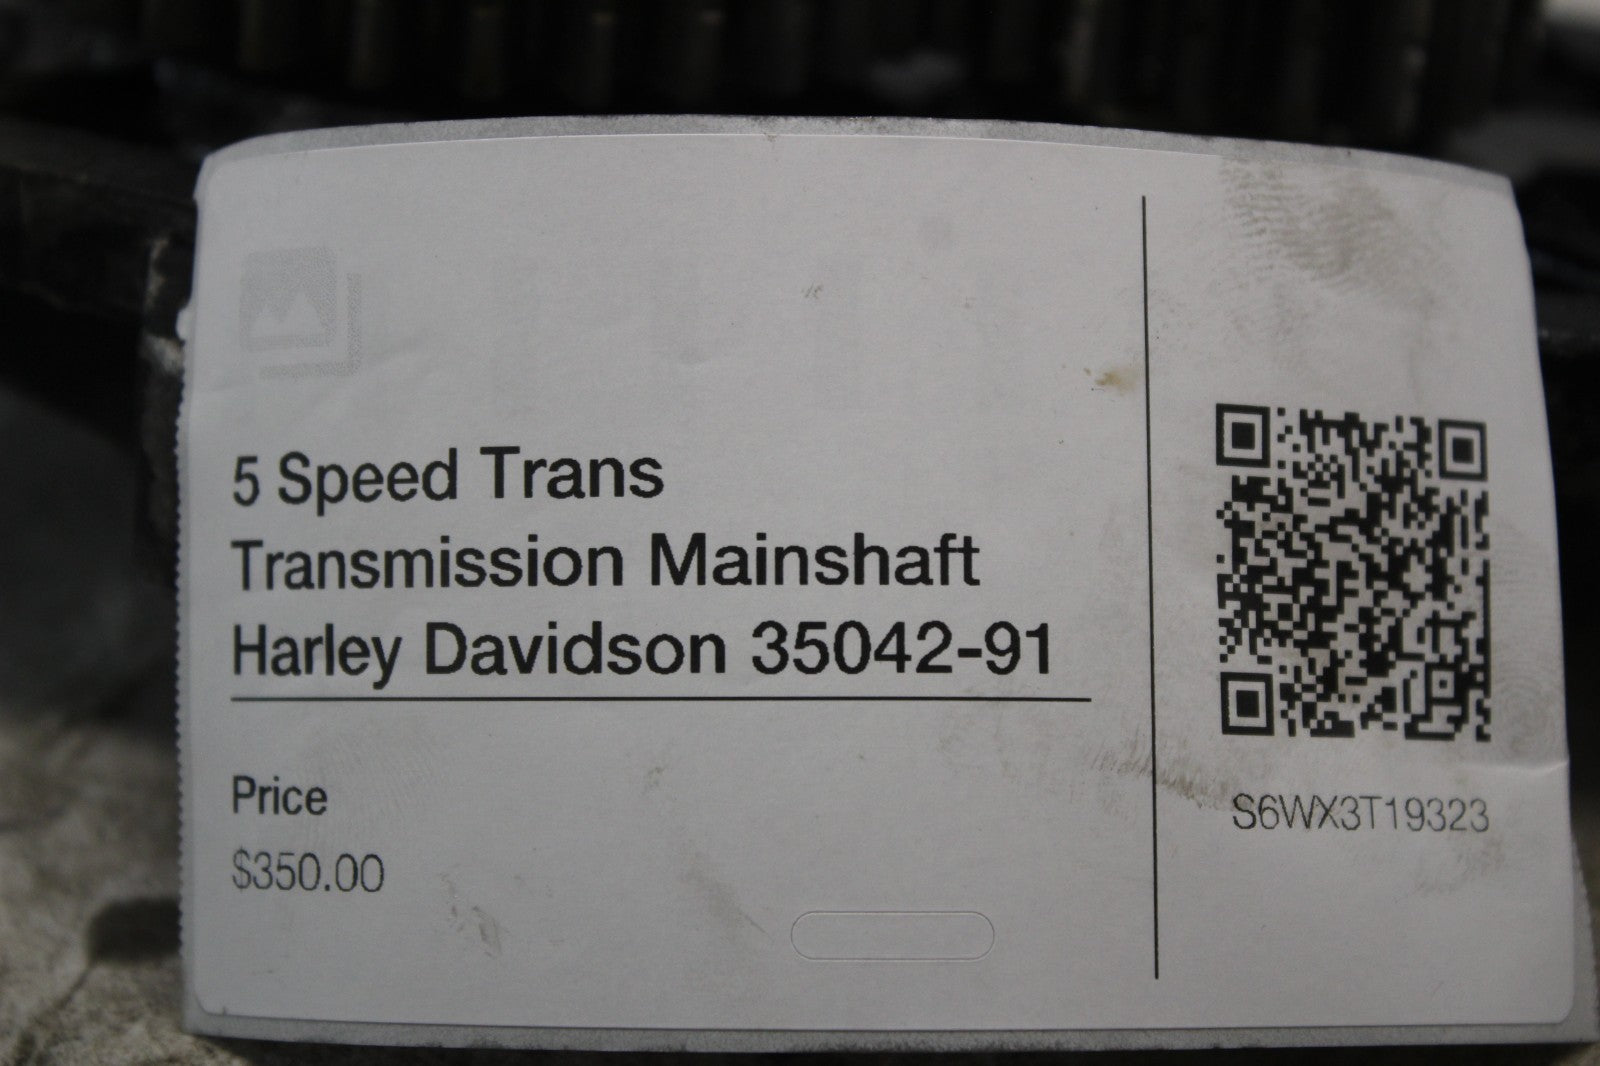 5 Speed Trans
Transmission Mainshaft
Harley Davidson 35042-91
Price
$350.00
S6WX3T19323